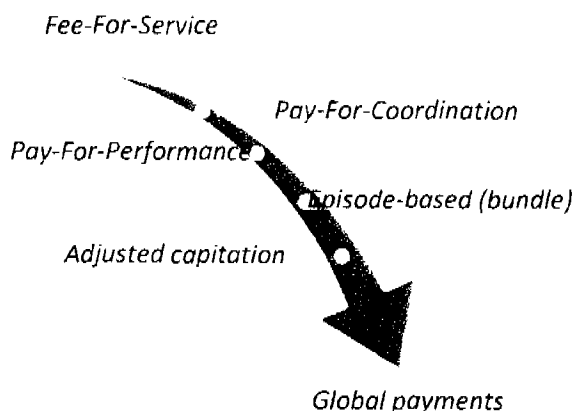 Fee-For-Service
Pay-For-Coordination
Pay-For-Performance
Episode-based (bundle)
Adjusted capitation
Global payments